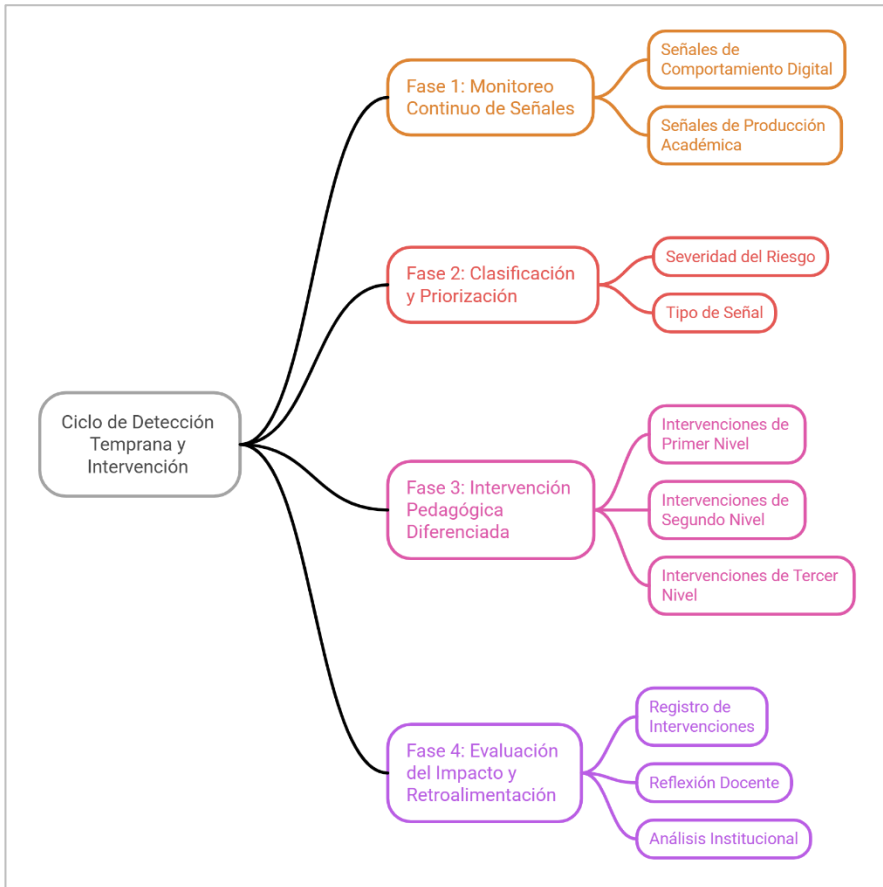 Ciclo de Detección
Temprana y
Intervención
Fase 1: Monitoreo
Continuo de Señales
Señales de
Comportamiento Digital
Señales de Producción
Académica
Fase 2: Clasificación
y Priorización
Severidad del Riesgo
Tipo de Señal
Fase 3: Intervención
Pedagógica
Diferenciada
Intervenciones de
Primer Nivel
Intervenciones de
Segundo Nivel
Intervenciones de Tercer
Nivel
Fase 4: Evaluación
del Impacto y
Retroalimentación
Registro de
Intervenciones
Reflexión Docente
Análisis Institucional